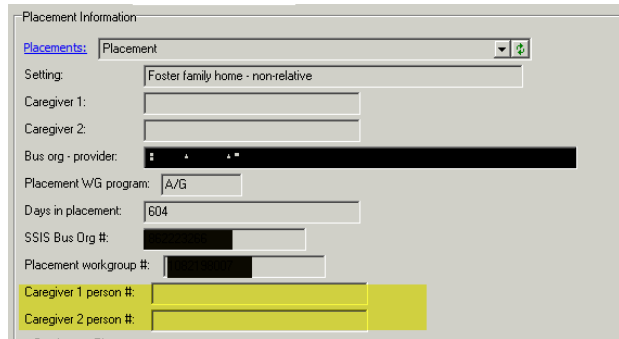 Placement Information
Placements: Placement
Setting: Foster family home - non-relative
Caregiver 1:
Caregiver 2:
Bus org - provider:
Placement WG program: A/G
Days in placement: 604
SSIS Bus Org #:
Placement workgroup #:
Caregiver 1 person #:
Caregiver 2 person #: